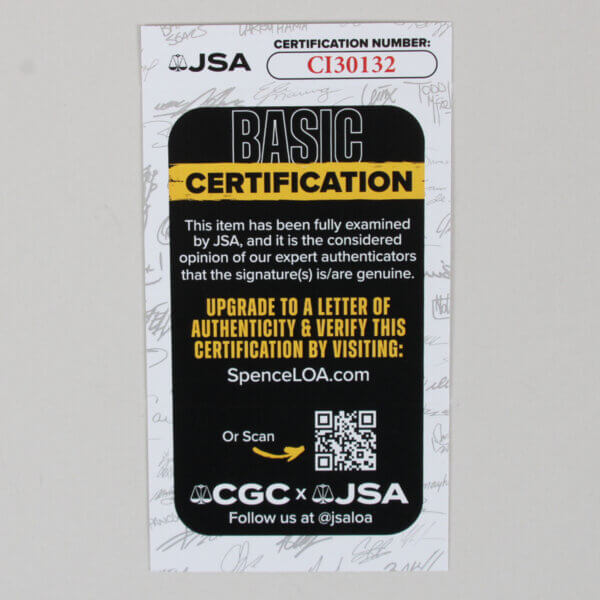 JSA
CERTIFICATION NUMBER:
CI30132
BASIC
CERTIFICATION
This item has been fully examined
by JSA, and it is the considered
opinion of our expert authenticators
that the signature(s) is/are genuine.
UPGRADE TO A LETTER OF
AUTHENTICITY & VERIFY THIS
CERTIFICATION BY VISITING:
SpenceLOA.com
Or Scan
CGC x JSA
Follow us at @jsaloa